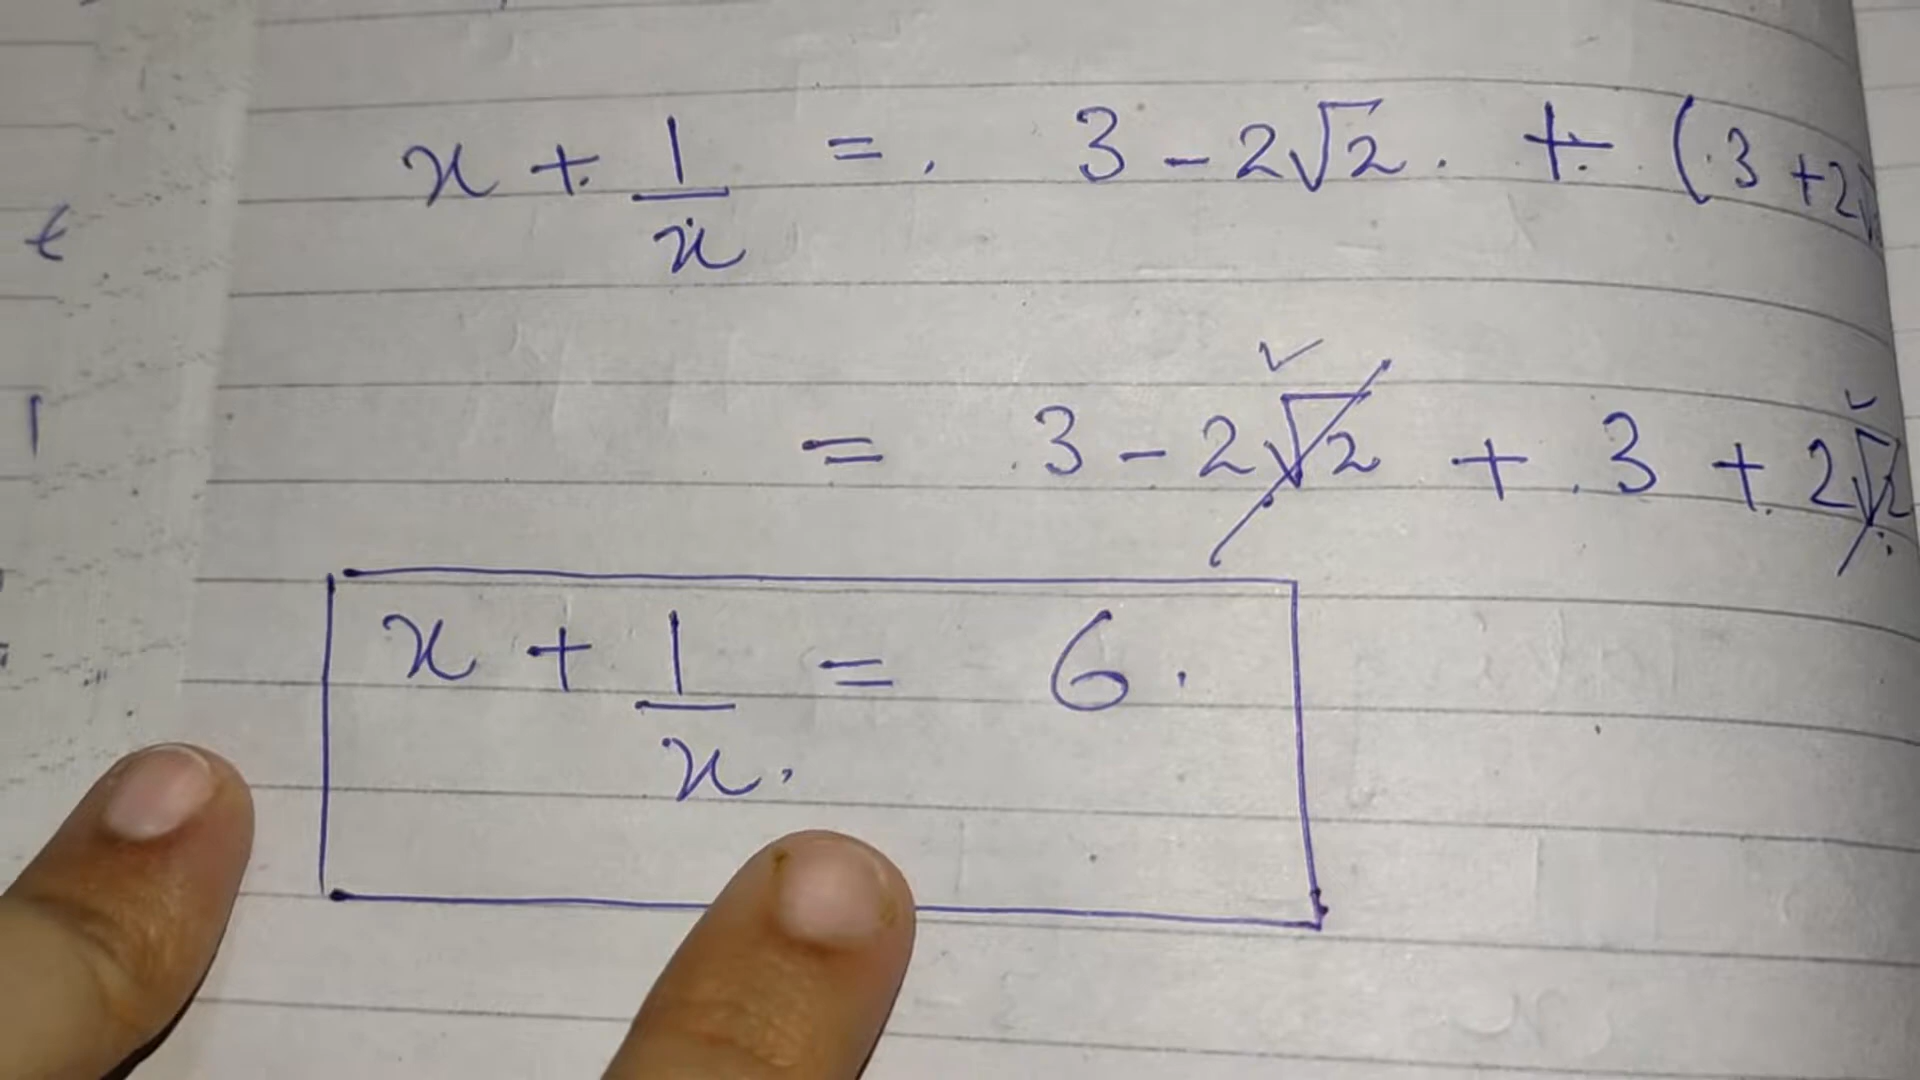 x + 1/x = 3 - 2√2 + (3 + 2√
= 3 - 2√2 + 3 + 2√2
x + 1/x = 6.